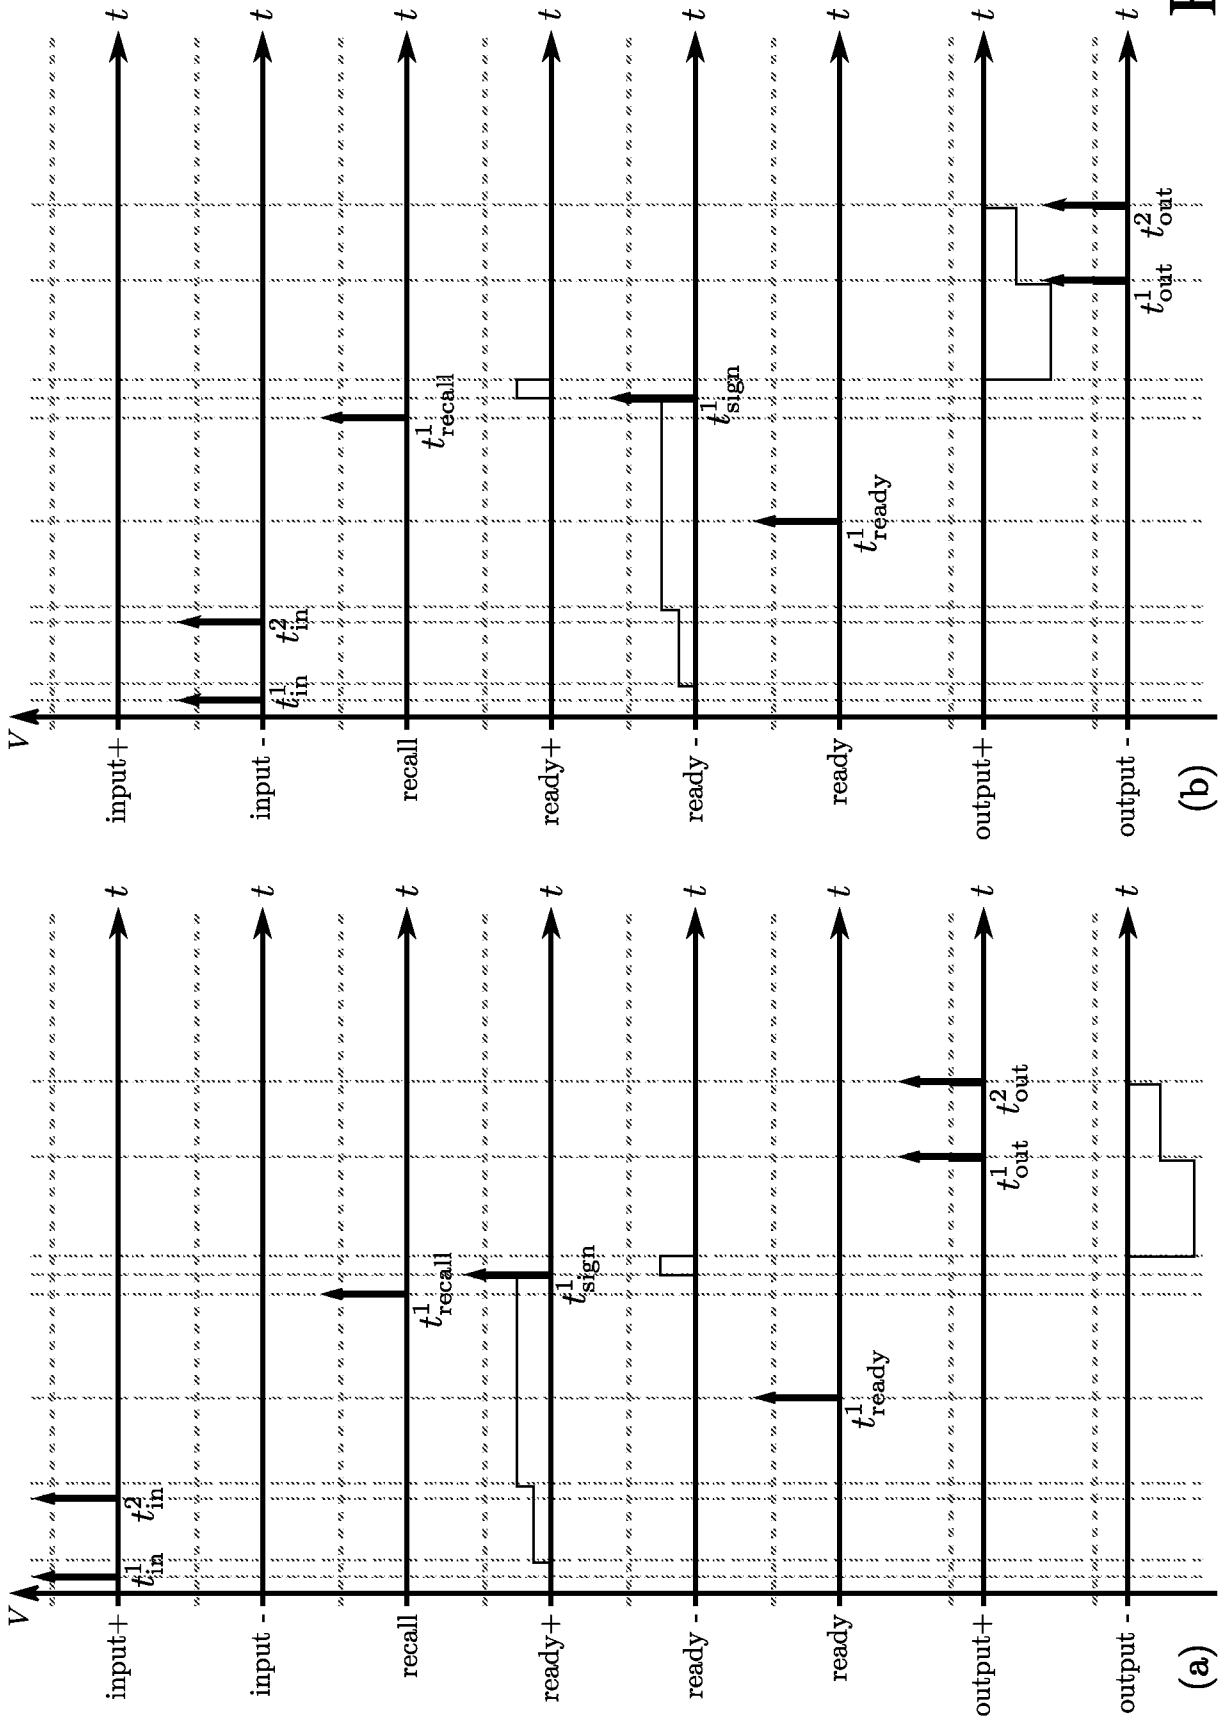 V
input+
t
t¹in
t²in
input -
t
recall
t
t¹recall
ready+
t
t¹sign
ready -
t
ready
t
t¹ready
output+
t
t¹out
t²out
output -
t
(a)
V
input+
t
input -
t
t¹in
t²in
recall
t
t¹recall
ready+
t
ready -
t
t¹sign
ready
t
t¹ready
output+
t
output -
t
t¹out
t²out
(b)